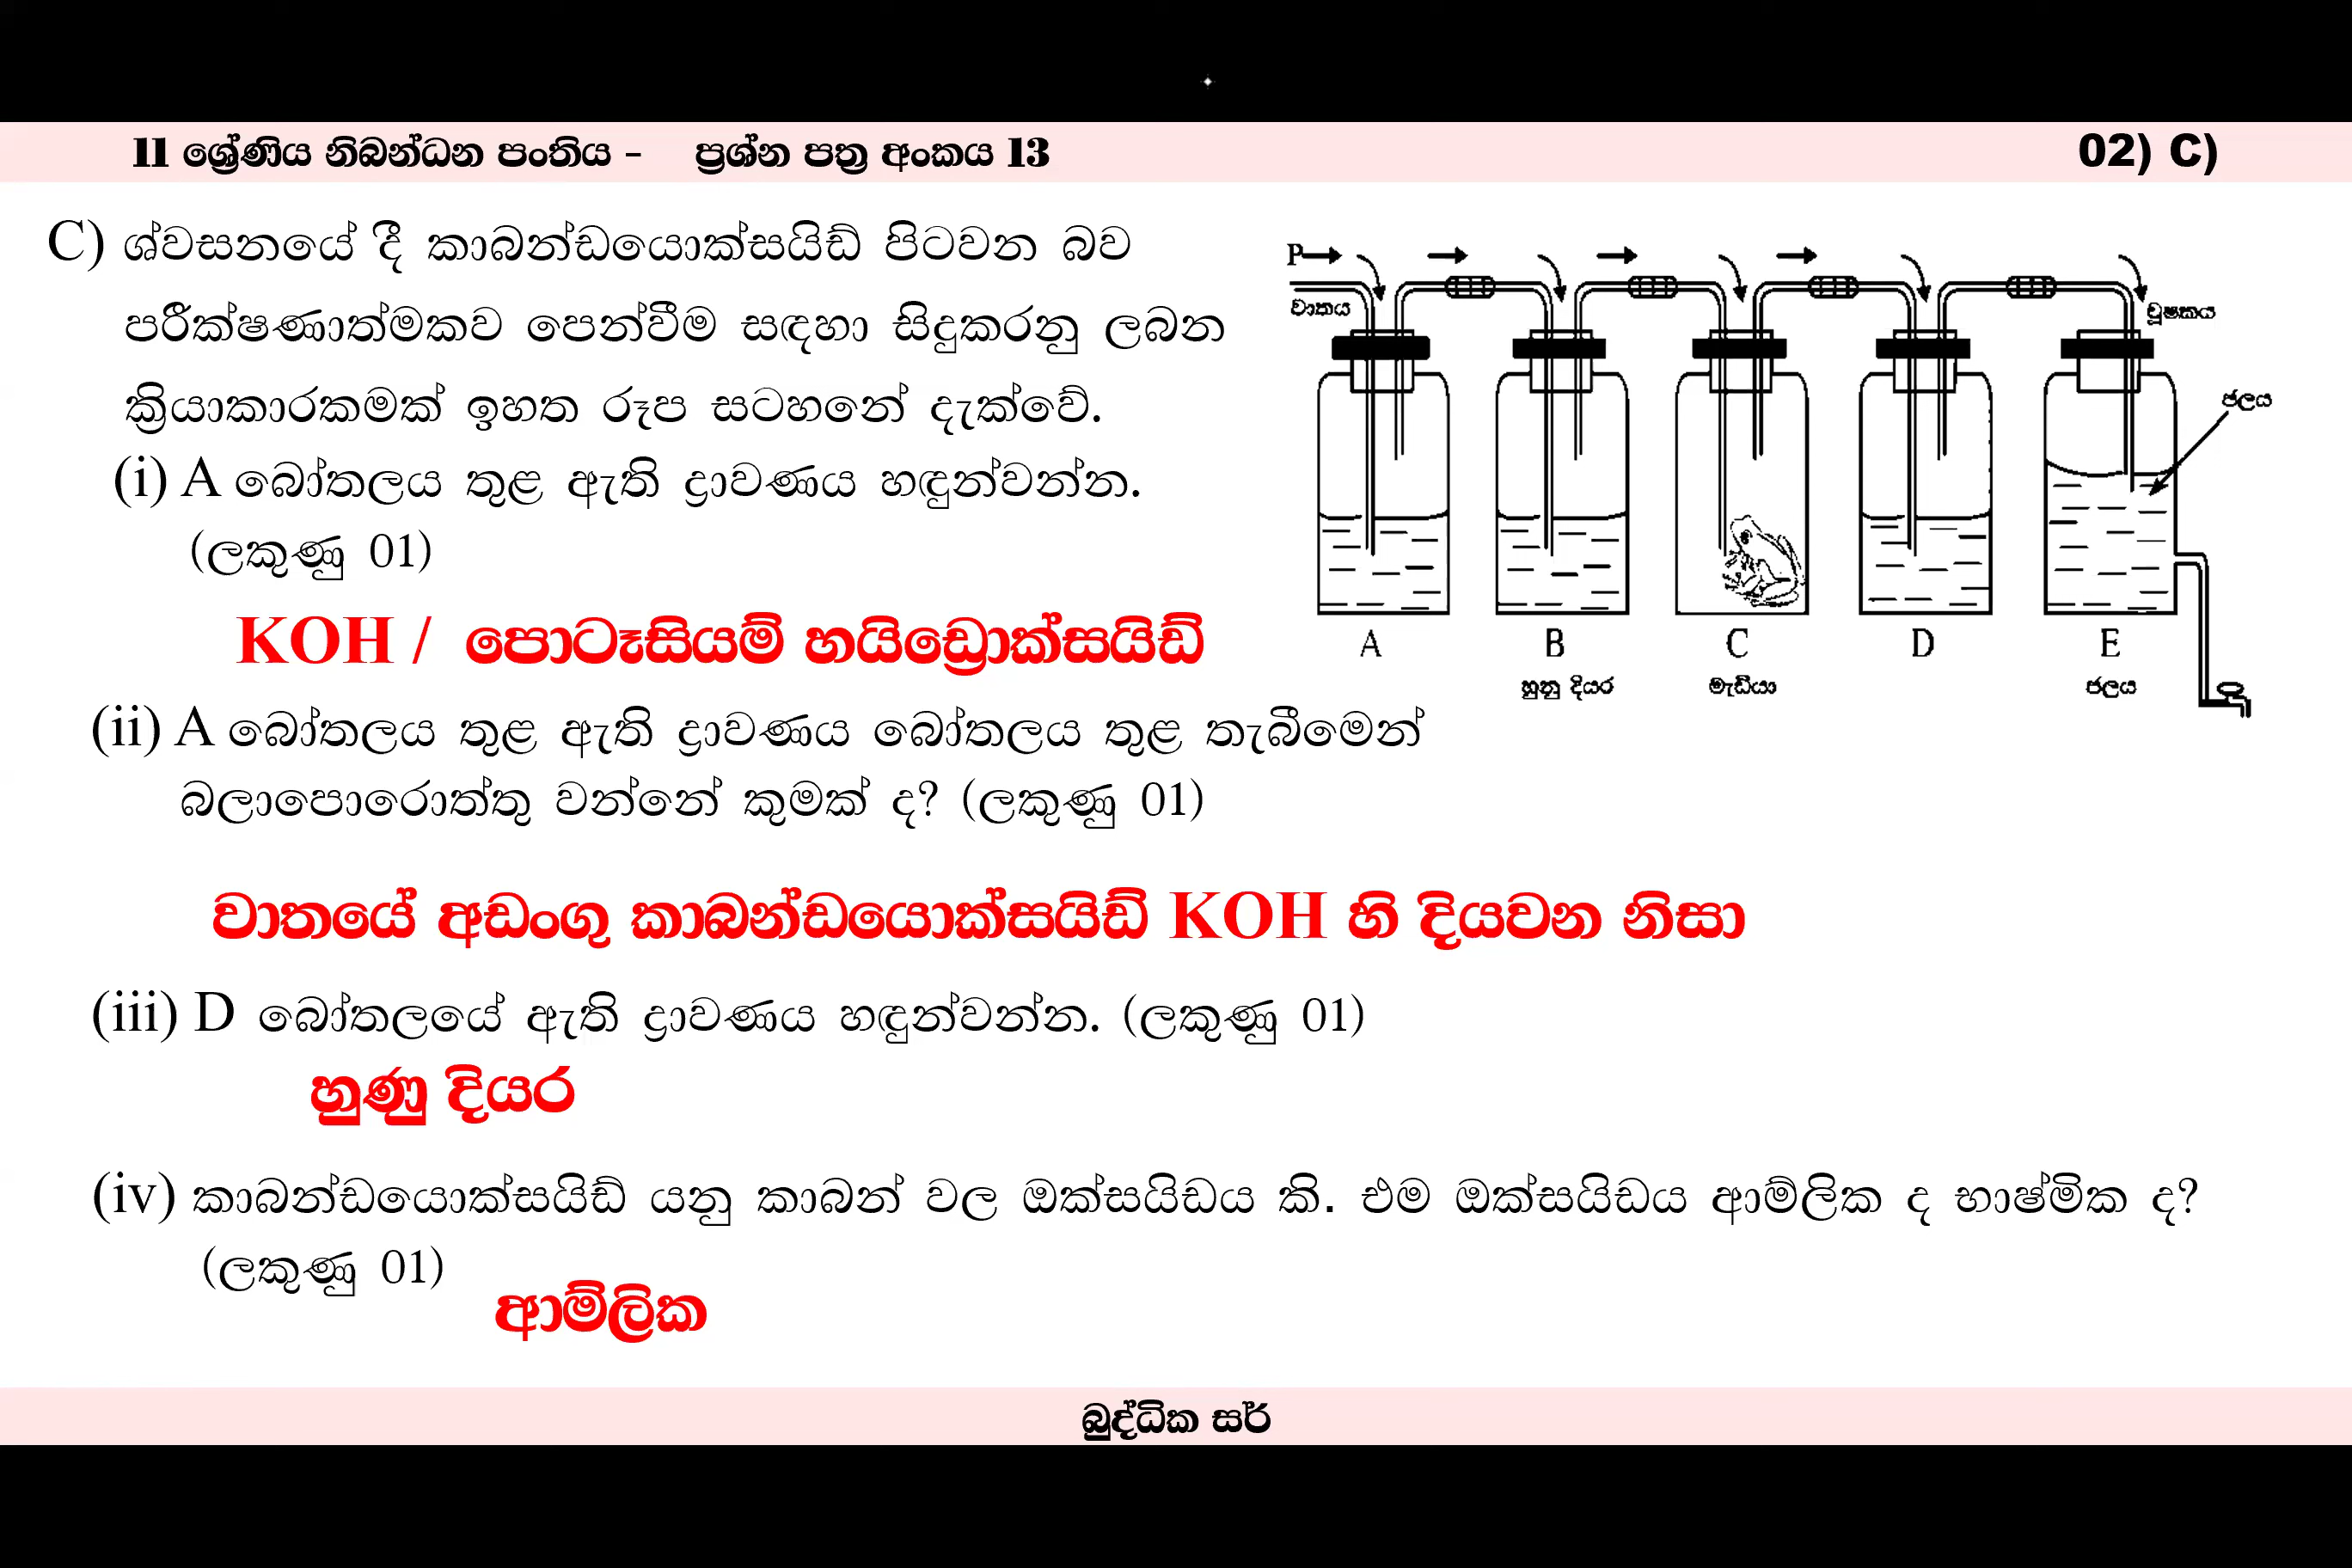 11 ශ්‍රේණිය නිබන්ධන පංතිය - ප්‍රශ්න පත්‍ර අංකය 13
02) C)
C) ශ්වසනයේ දී කාබන්ඩයොක්සයිඩ් පිටවන බව
පරීක්ෂණාත්මකව පෙන්වීම සඳහා සිදුකරනු ලබන
ක්‍රියාකාරකමක් ඉහත රූප සටහනේ දැක්වේ.
(i) A බෝතලය තුළ ඇති ද්‍රාවණය හඳුන්වන්න.
(ලකුණු 01)
KOH / පොටෑසියම් හයිඩ්‍රොක්සයිඩ්
P
වාතය
චූෂකය
ජලය
A B C D E
හුනු දියර මැඩියා ජලය
(ii) A බෝතලය තුළ ඇති ද්‍රාවණය බෝතලය තුළ තැබීමෙන්
බලාපොරොත්තු වන්නේ කුමක් ද? (ලකුණු 01)
වාතයේ අඩංගු කාබන්ඩයොක්සයිඩ් KOH හි දියවන නිසා
(iii) D බෝතලයේ ඇති ද්‍රාවණය හඳුන්වන්න. (ලකුණු 01)
හුණු දියර
(iv) කාබන්ඩයොක්සයිඩ් යනු කාබන් වල ඔක්සයිඩය කි. එම ඔක්සයිඩය ආම්ලික ද භාෂ්මික ද?
(ලකුණු 01)
ආම්ලික
බුද්ධික සර්